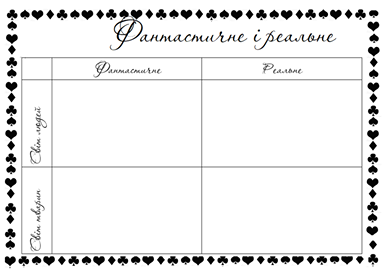 Фантастичне і реальне
Фантастичне
Реальне
Світ людей
Світ тварин